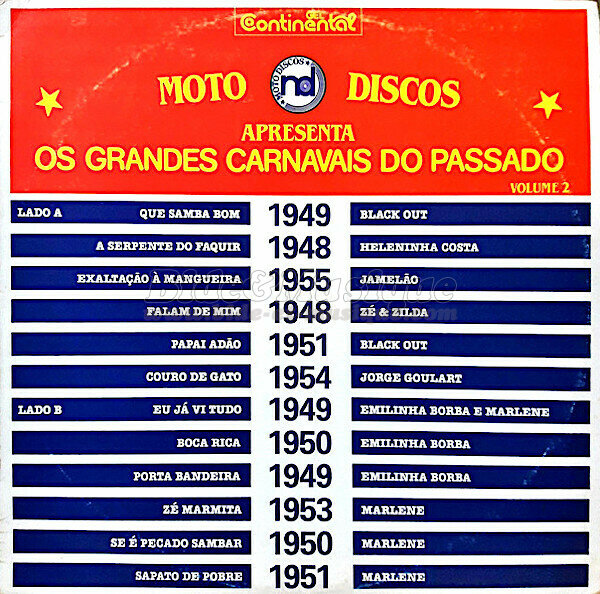 Continental
MOTO DISCOS
MOTO DISCOS
APRESENTA
OS GRANDES CARNAVAIS DO PASSADO
VOLUME 2
LADO A QUE SAMBA BOM 1949 BLACK OUT
A SERPENTE DO FAQUIR 1948 HELENINHA COSTA
EXALTAÇÃO À MANGUEIRA 1955 JAMELÃO
FALAM DE MIM 1948 ZÉ & ZILDA
PAPAI ADÃO 1951 BLACK OUT
COURO DE GATO 1954 JORGE GOULART
LADO B EU JÁ VI TUDO 1949 EMILINHA BORBA E MARLENE
BOCA RICA 1950 EMILINHA BORBA
PORTA BANDEIRA 1949 EMILINHA BORBA
ZÉ MARMITA 1953 MARLENE
SE É PECADO SAMBAR 1950 MARLENE
SAPATO DE POBRE 1951 MARLENE